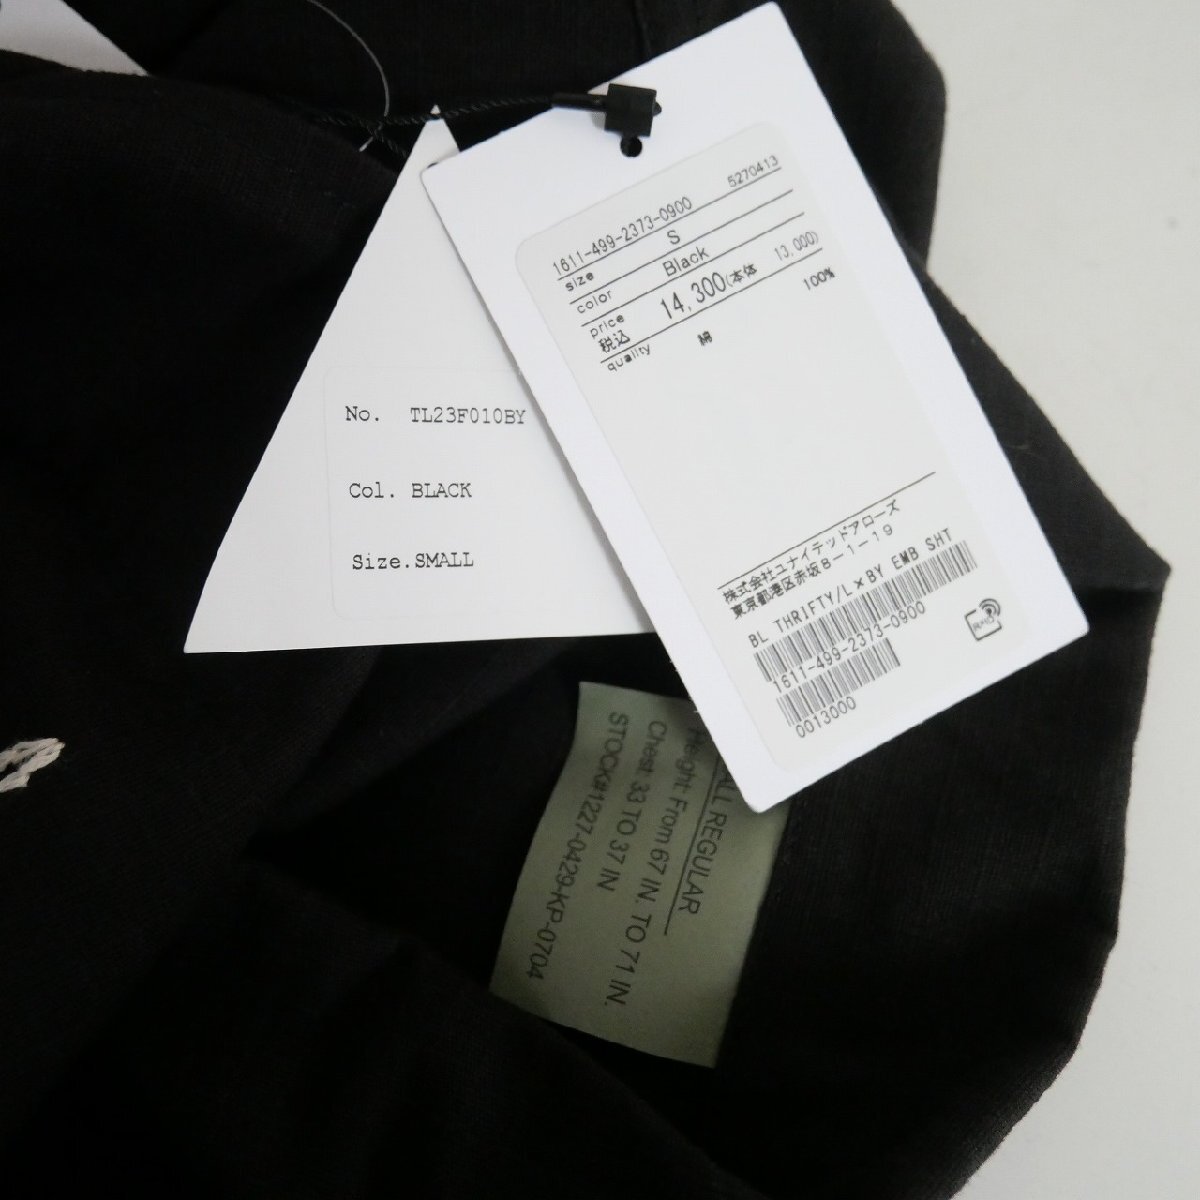 1611-499-2373-0900 5270413
size S
color Black
price 14,300(本体 13,000)
税込
quality 綿 100%
株式会社ユナイテッドアローズ
東京都港区赤坂8-1-19
BL THRIFTY/L×BY EMB SHT
1611-499-2373-0900
0013000
No. TL23F010BY
Col. BLACK
Size. SMALL
ALL REGULAR
Height From 67 IN. TO 71 IN.
Chest 33 TO 37 IN
STOCK#1227-0429-KP-0704